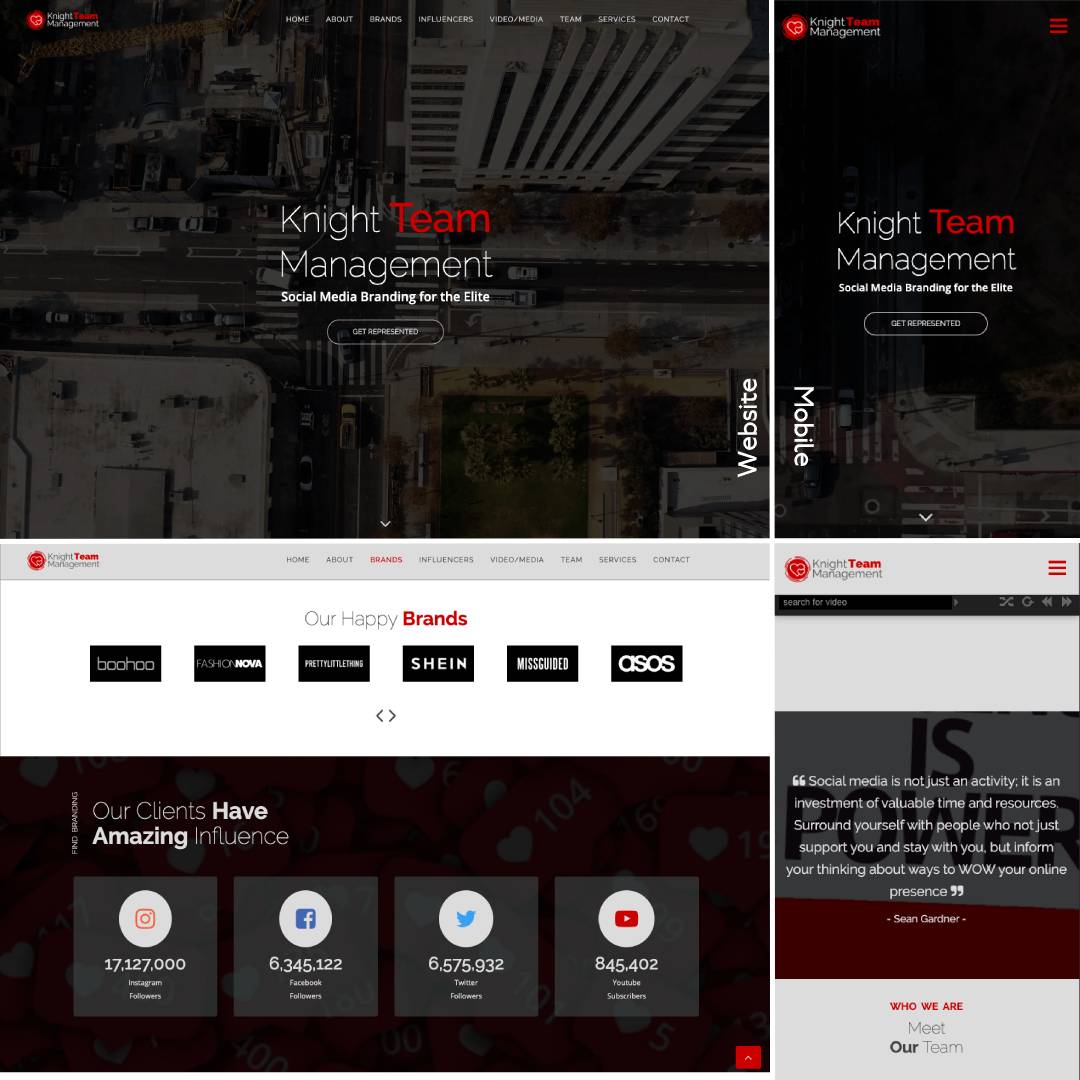 Knight Team
Management
HOME ABOUT BRANDS INFLUENCERS VIDEO/MEDIA TEAM SERVICES CONTACT
Knight Team
Management
Social Media Branding for the Elite
GET REPRESENTED
Website
Knight Team
Management
Knight Team
Management
Social Media Branding for the Elite
GET REPRESENTED
Mobile
Knight Team
Management
HOME ABOUT BRANDS INFLUENCERS VIDEO/MEDIA TEAM SERVICES CONTACT
Our Happy Brands
boohoo FASHIONNOVA PRETTYLITTLETHING SHEIN MISSGUIDED asos
FIND BRANDING
Our Clients Have
Amazing Influence
104
17,127,000
Instagram
Followers
6,345,122
Facebook
Followers
6,575,932
Twitter
Followers
845,402
Youtube
Subscribers
Knight Team
Management
search for video
IS
POWER
“ Social media is not just an activity; it is an
investment of valuable time and resources.
Surround yourself with people who not just
support you and stay with you, but inform
your thinking about ways to WOW your online
presence ”
- Sean Gardner -
WHO WE ARE
Meet
Our Team